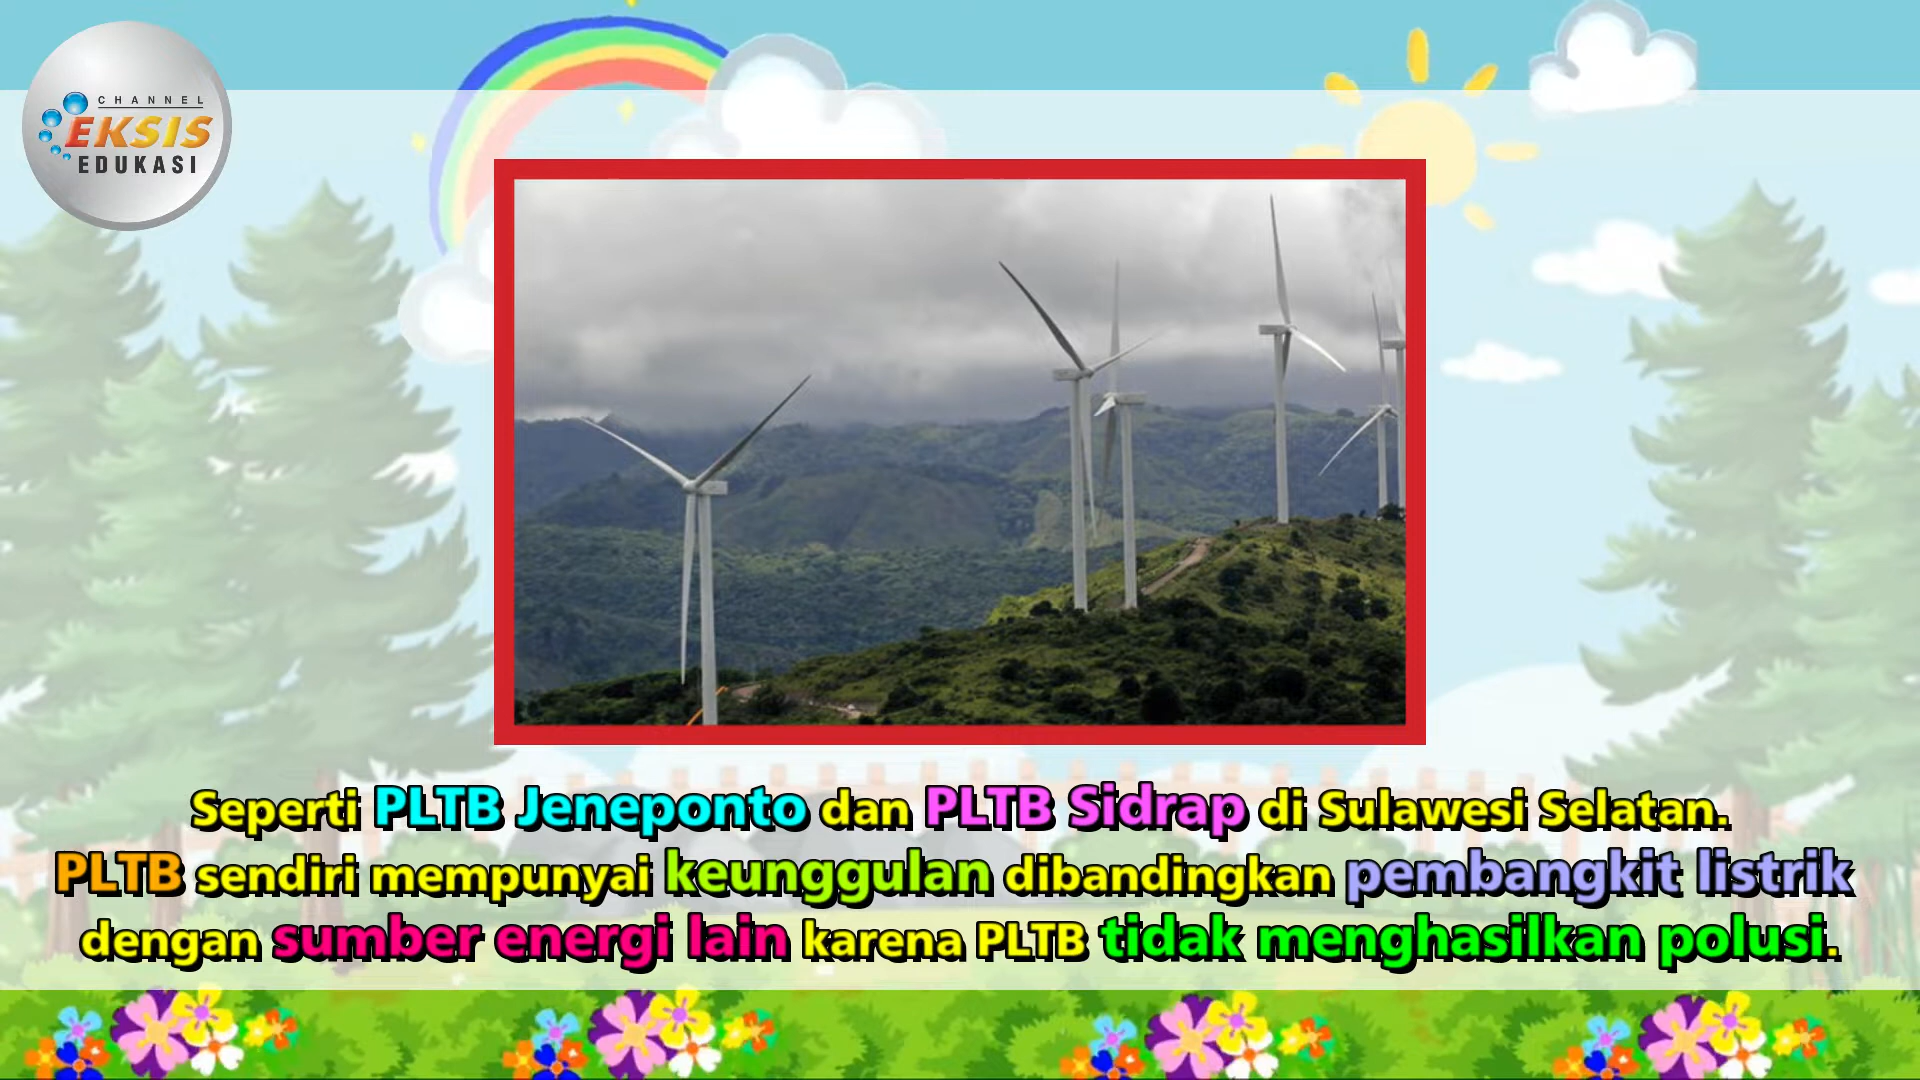 CHANNEL
EKSIS
EDUKASI
Seperti PLTB Jeneponto dan PLTB Sidrap di Sulawesi Selatan.
PLTB sendiri mempunyai keunggulan dibandingkan pembangkit listrik
dengan sumber energi lain karena PLTB tidak menghasilkan polusi.